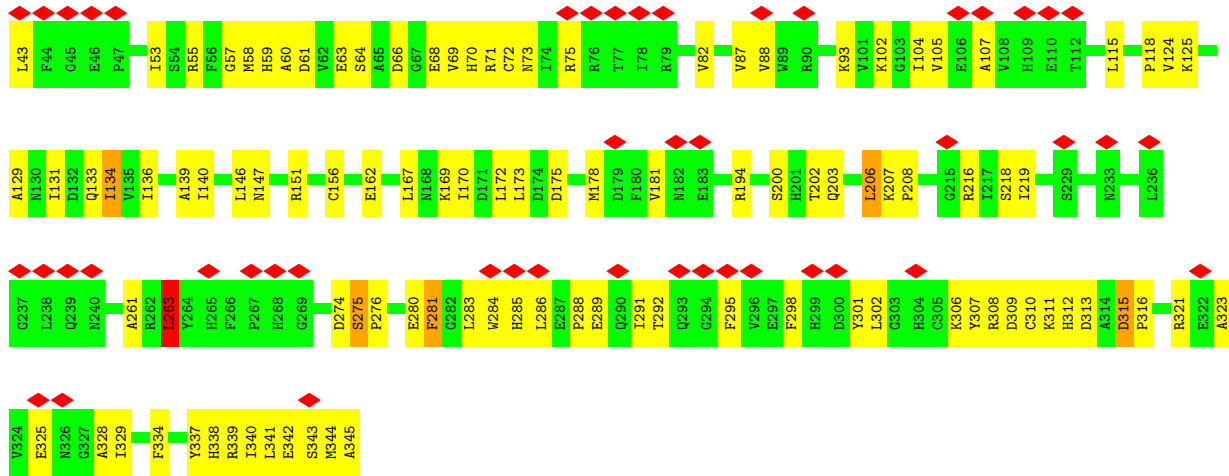 L43 F44 G45 E46 P47 I53 S54 R55 F56 G57 M58 H59 A60 D61 V62 E63 S64 A65 D66 G67 E68 V69 H70 R71 C72 N73 I74 R75 R76 T77 I78 R79 V82 V87 V88 W89 R90 K93 V101 K102 G103 I104 V105 E106 A107 V108 H109 E110 T112 L115 P118 V124 K125
A129 N130 I131 D132 Q133 I134 V135 I136 A139 I140 L146 N147 R151 C156 E162 L167 N168 K169 I170 D171 L172 L173 D174 D175 M178 D179 F180 V181 N182 E183 R194 S200 H201 T202 Q203 L206 K207 P208 G215 R216 I217 S218 I219 S229 N233 L236
G237 L238 Q239 N240 A261 R262 L263 Y264 H265 F266 P267 H268 G269 D274 S275 P276 E280 F281 G282 L283 W284 H285 L286 E287 P288 E289 Q290 I291 T292 Q293 G294 F295 V296 E297 F298 H299 D300 Y301 L302 G303 H304 C305 K306 Y307 R308 D309 C310 K311 H312 D313 A314 D315 P316 R321 E322 A323
V324 E325 N326 G327 A328 I329 F334 Y337 H338 R339 I340 L341 E342 S343 M344 A345